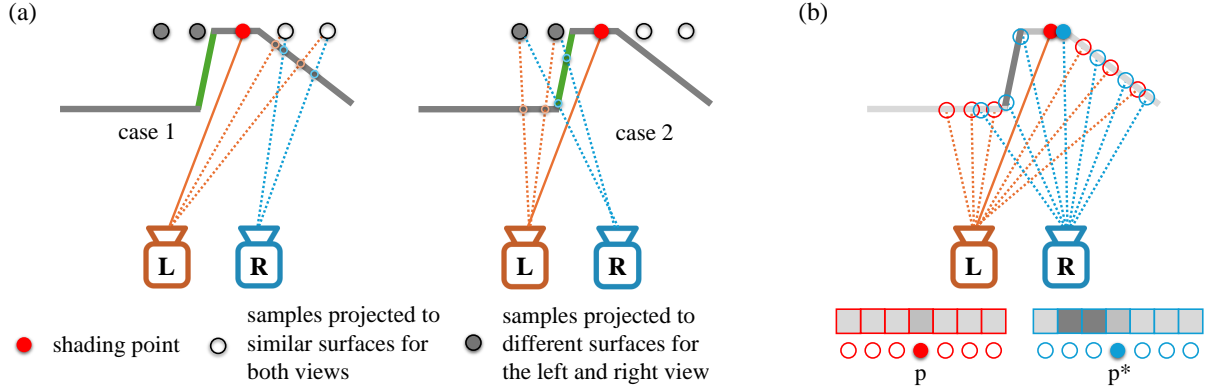 (a)
(b)
case 1
case 2
L
R
L
R
L
R
shading point
samples projected to
similar surfaces for
both views
samples projected to
different surfaces for
the left and right view
p
p*